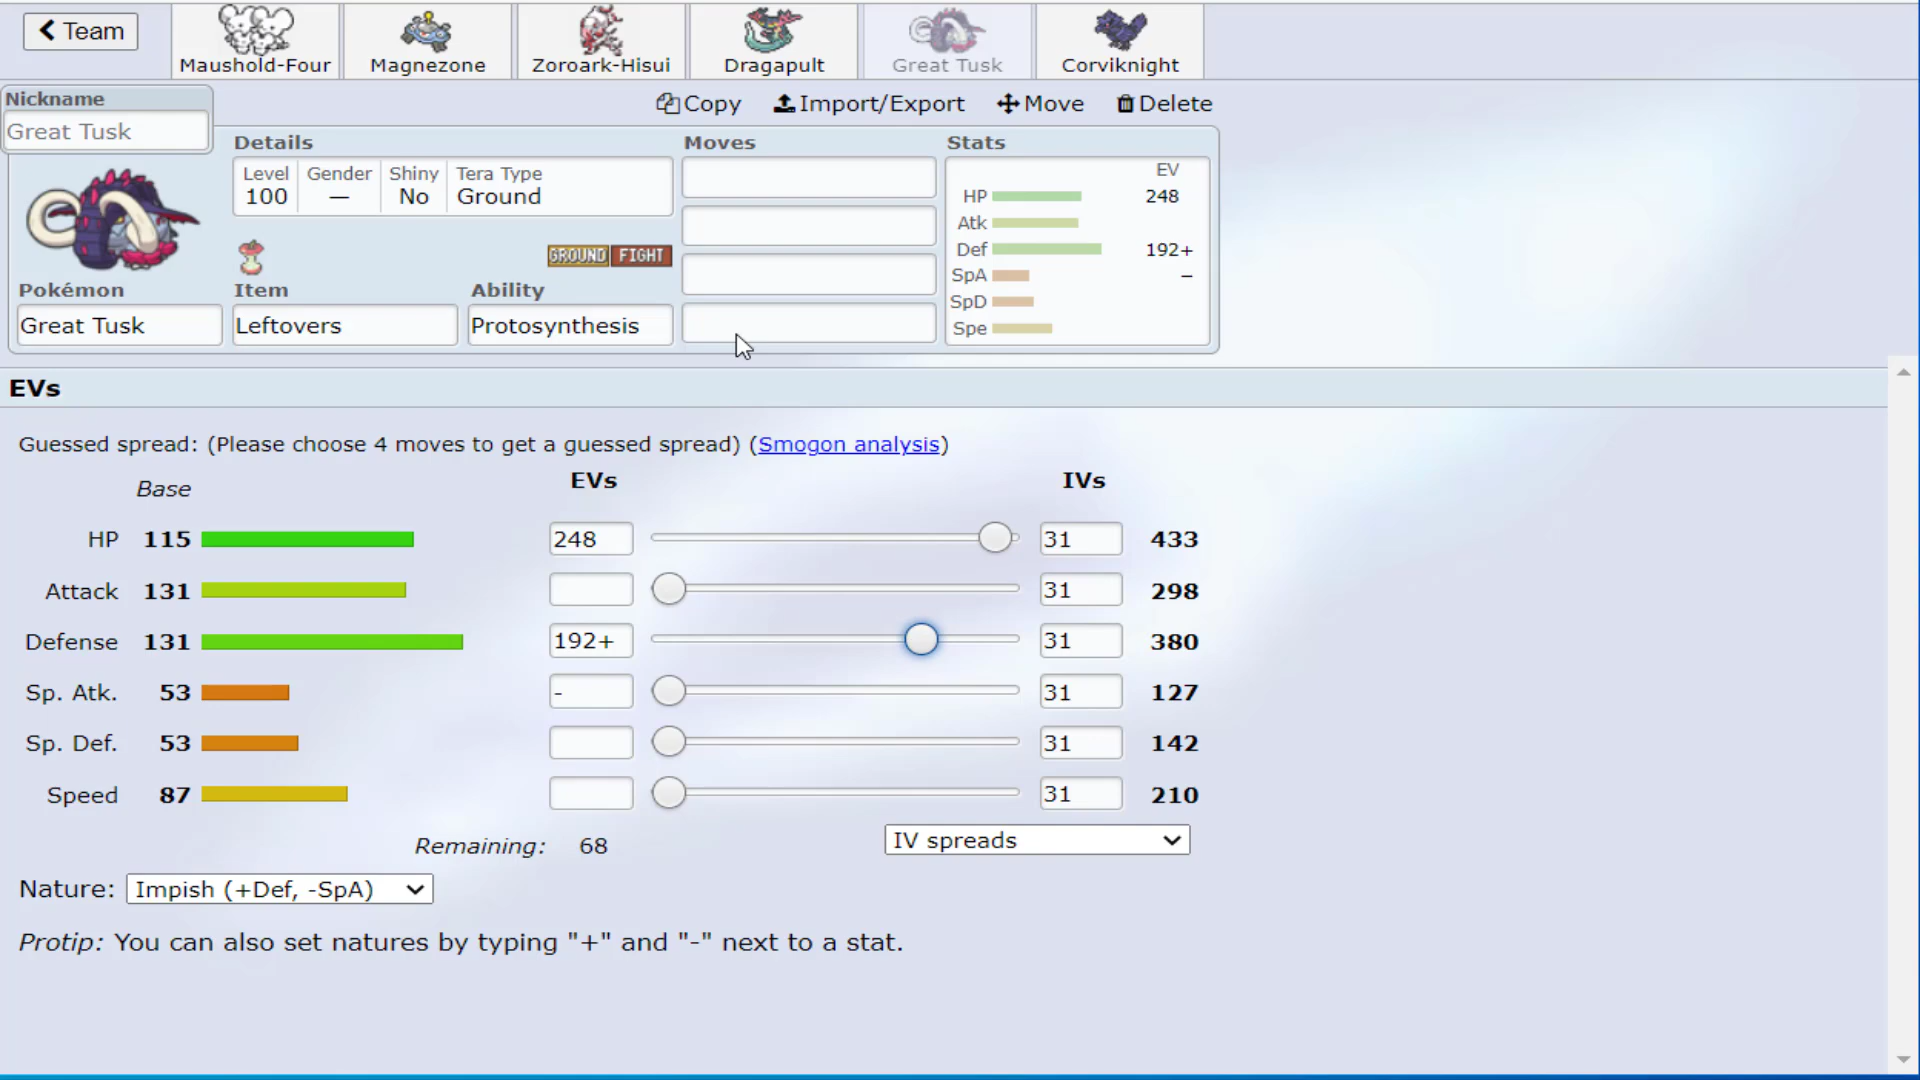 Team
Maushold-Four
Magnezone
Zoroark-Hisui
Dragapult
Great Tusk
Corviknight
Nickname
Great Tusk
Copy
Import/Export
Move
Delete
Details
Moves
Stats
Level
100
Gender
—
Shiny
No
Tera Type
Ground
EV
HP 248
Atk
Def 192+
SpA −
SpD
Spe
GROUND FIGHT
Pokémon
Item
Ability
Great Tusk
Leftovers
Protosynthesis
EVs
Guessed spread: (Please choose 4 moves to get a guessed spread) (Smogon analysis)
Base EVs IVs
HP 115 248 31 433
Attack 131 31 298
Defense 131 192+ 31 380
Sp. Atk. 53 - 31 127
Sp. Def. 53 31 142
Speed 87 31 210
Remaining: 68
IV spreads
Nature: Impish (+Def, -SpA)
Protip: You can also set natures by typing "+" and "-" next to a stat.